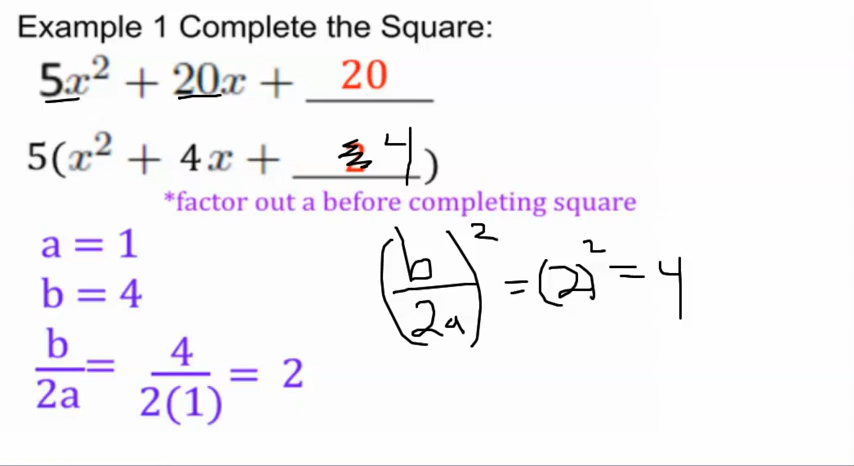 Example 1 Complete the Square:
5x² + 20x + 20
5(x² + 4x + 4)
*factor out a before completing square
a = 1
b = 4
b/2a = 4/2(1) = 2
(b/2a)² = (2)² = 4